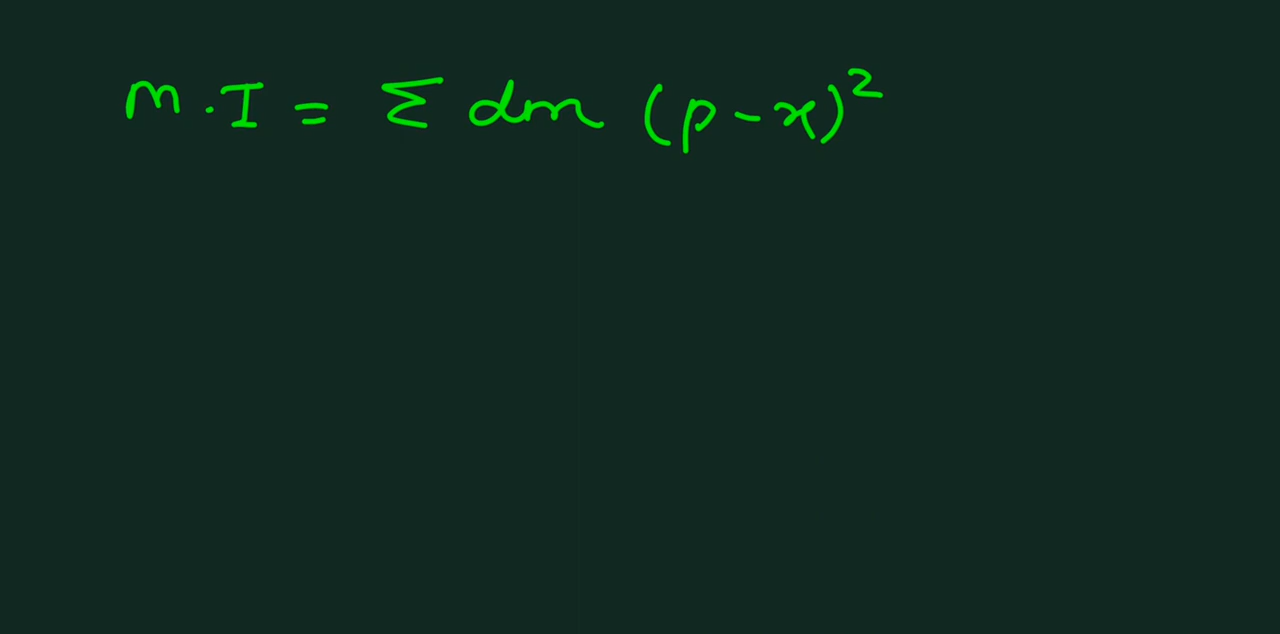 M.I = Σ dm (p-x)²